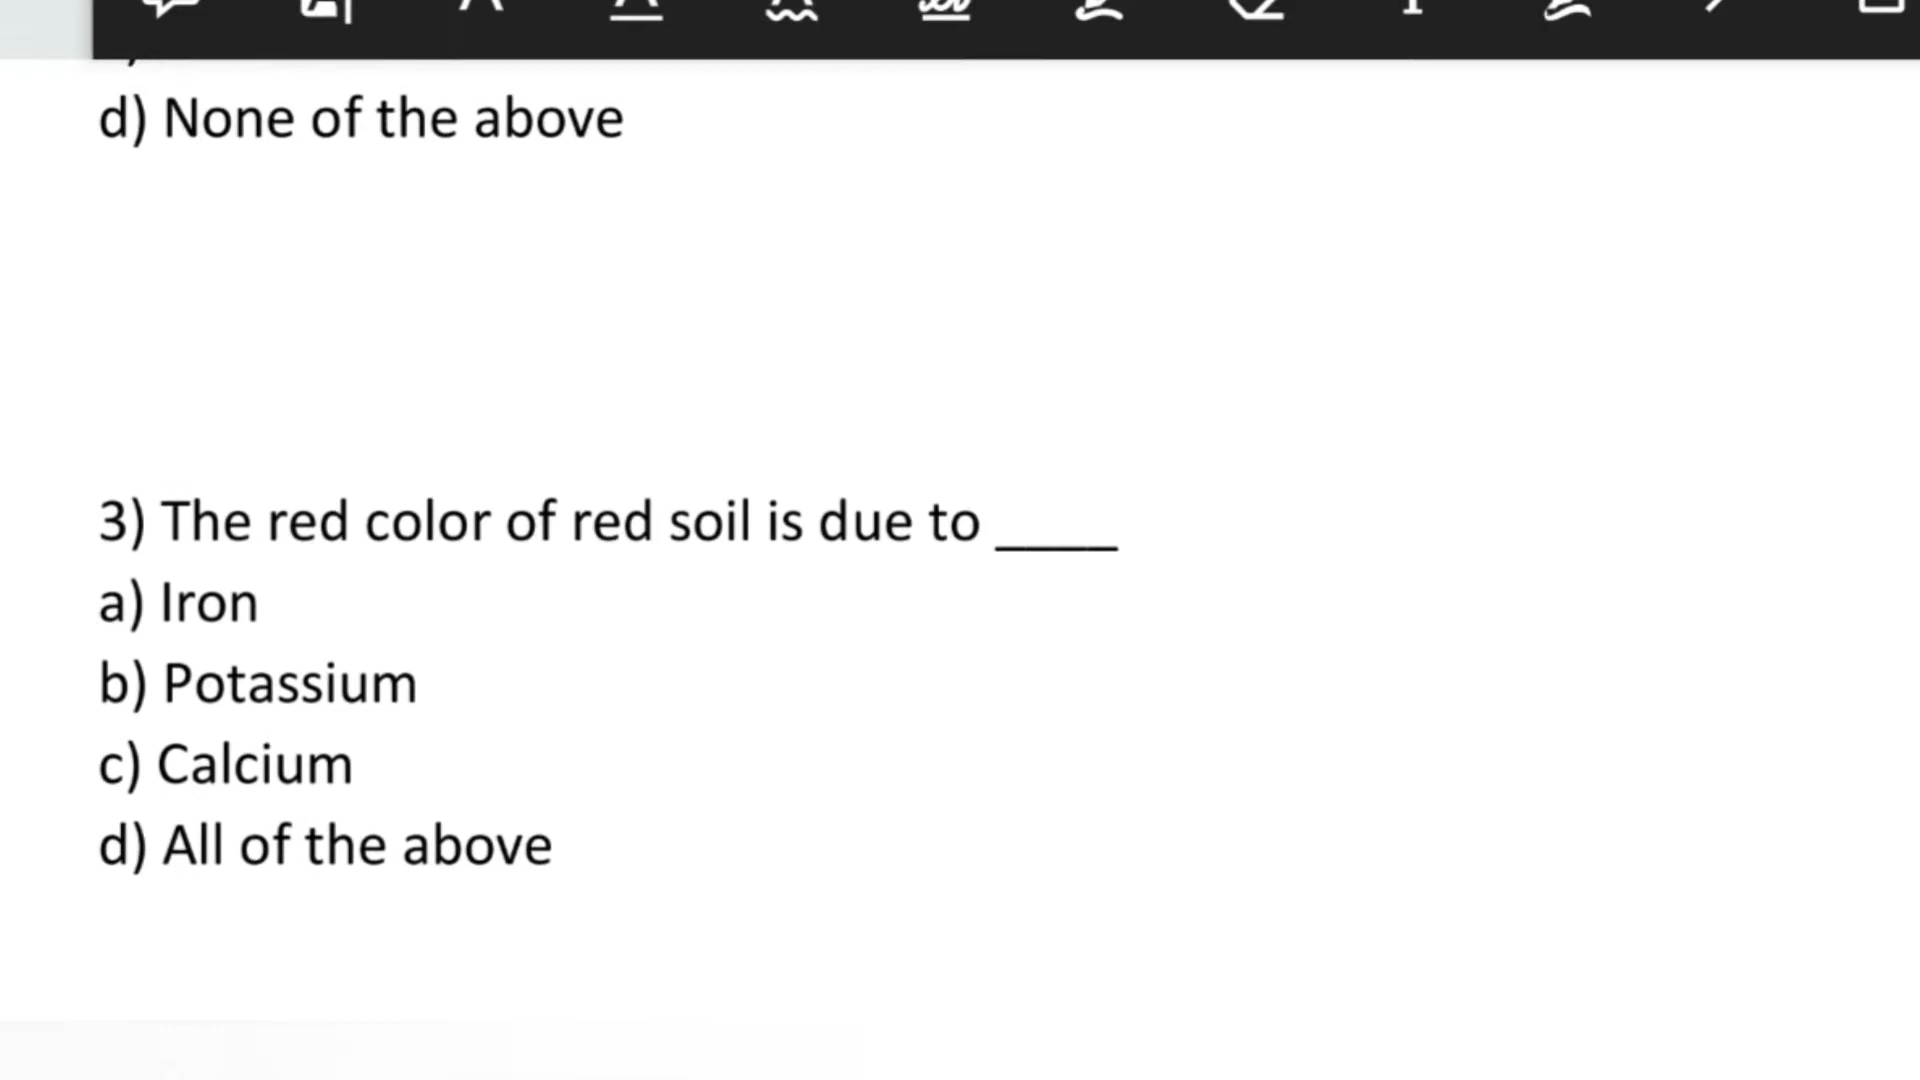 d) None of the above
3) The red color of red soil is due to ____
a) Iron
b) Potassium
c) Calcium
d) All of the above